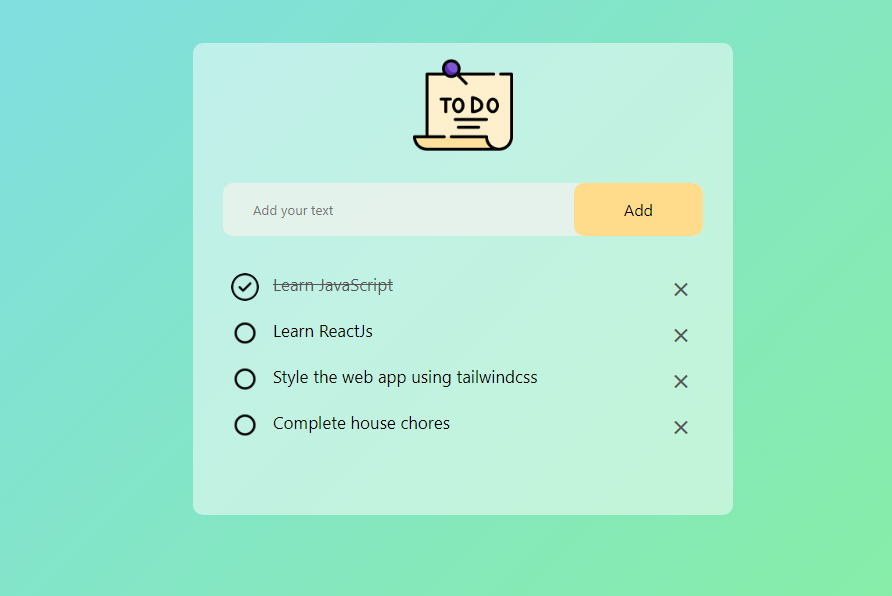 TO DO
Add your text
Add
Learn JavaScript
Learn ReactJs
Style the web app using tailwindcss
Complete house chores